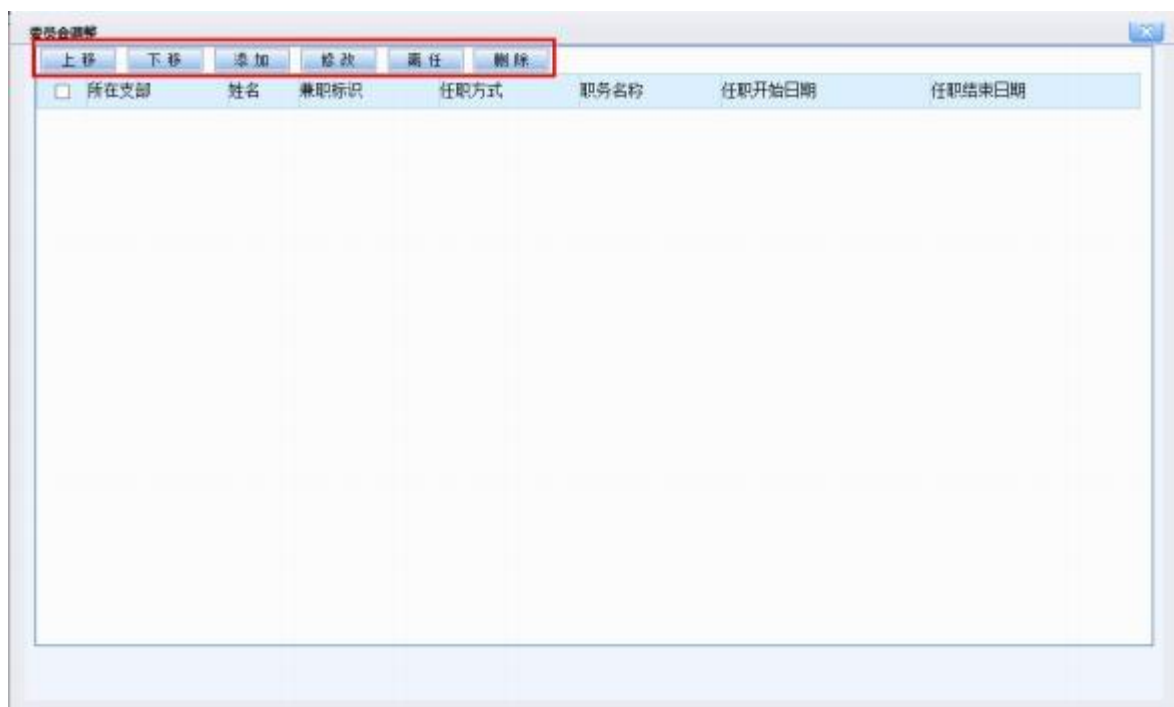 委员会调整
上移 下移 添加 修改 离任 删除
所在支部 姓名 兼职标识 任职方式 职务名称 任职开始日期 任职结束日期